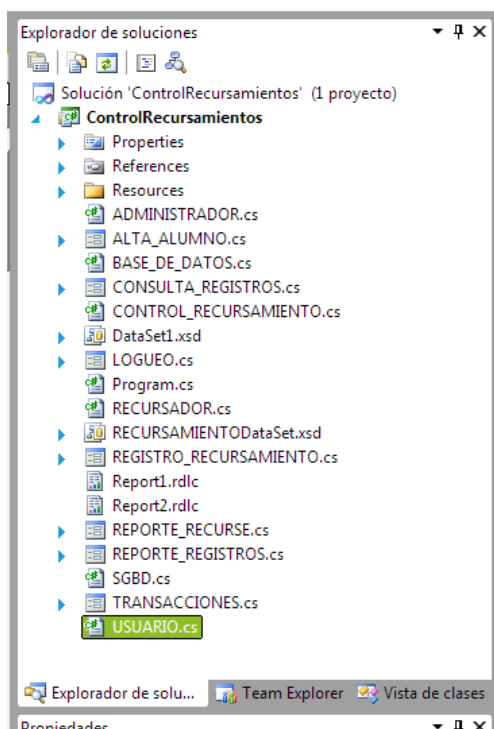 Explorador de soluciones
Solución 'ControlRecursamientos' (1 proyecto)
ControlRecursamientos
Properties
References
Resources
ADMINISTRADOR.cs
ALTA_ALUMNO.cs
BASE_DE_DATOS.cs
CONSULTA_REGISTROS.cs
CONTROL_RECURSAMIENTO.cs
DataSet1.xsd
LOGUEO.cs
Program.cs
RECURSADOR.cs
RECURSAMIENTODataSet.xsd
REGISTRO_RECURSAMIENTO.cs
Report1.rdlc
Report2.rdlc
REPORTE_RECURSE.cs
REPORTE_REGISTROS.cs
SGBD.cs
TRANSACCIONES.cs
USUARIO.cs
Explorador de solu... Team Explorer Vista de clases
Propiedades